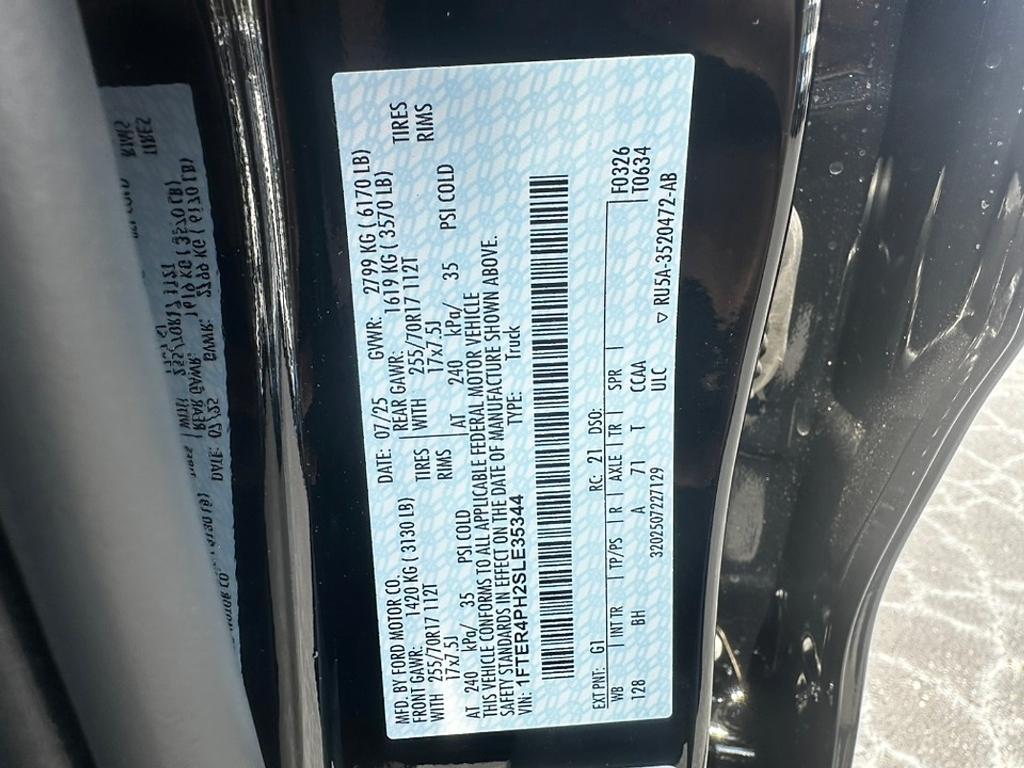 MFD. BY FORD MOTOR CO.
DATE: 07/25 GVWR: 2799 KG ( 6170 LB)
FRONT GAWR: 1420 KG ( 3130 LB) REAR GAWR: 1619 KG ( 3570 LB)
WITH 255/70R17 112T TIRES WITH 255/70R17 112T TIRES
17x7.5J RIMS 17x7.5J RIMS
AT 240 kPa/ 35 PSI COLD AT 240 kPa/ 35 PSI COLD
THIS VEHICLE CONFORMS TO ALL APPLICABLE FEDERAL MOTOR VEHICLE
SAFETY STANDARDS IN EFFECT ON THE DATE OF MANUFACTURE SHOWN ABOVE.
VIN: 1FTER4PH2SLE35344 TYPE: Truck
EXT PNT: G1 RC: 21 DSO: F0326
WB INT TR TP/PS R AXLE TR SPR T0634
128 BH A 71 T CCAA
3202507227129 ULC ▽ RU5A-3520472-AB